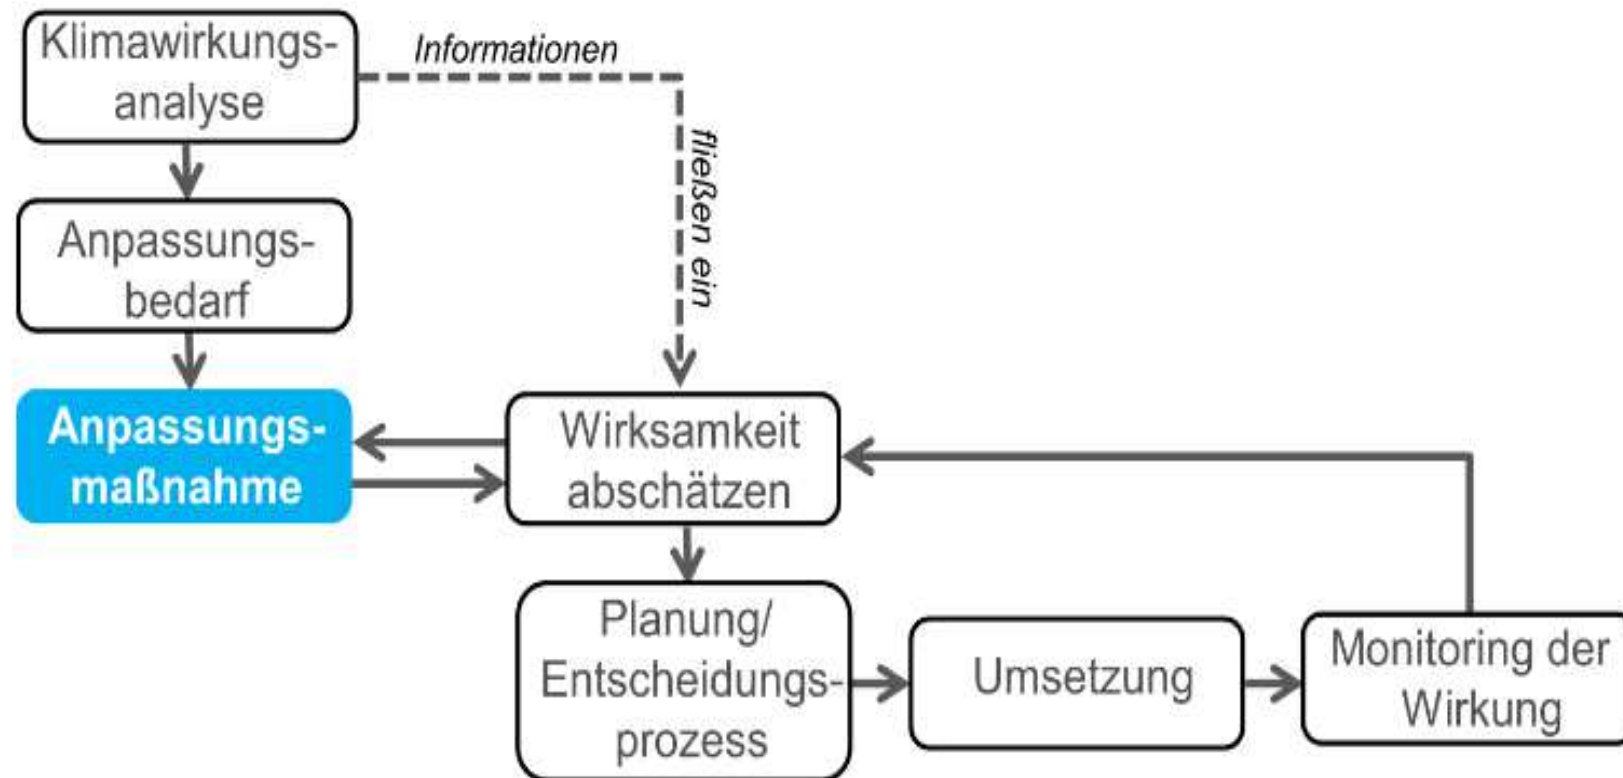 Klimawirkungs-
analyse
Informationen
fließen ein
Anpassungs-
bedarf
Anpassungs-
maßnahme
Wirksamkeit
abschätzen
Planung/
Entscheidungs-
prozess
Umsetzung
Monitoring der
Wirkung